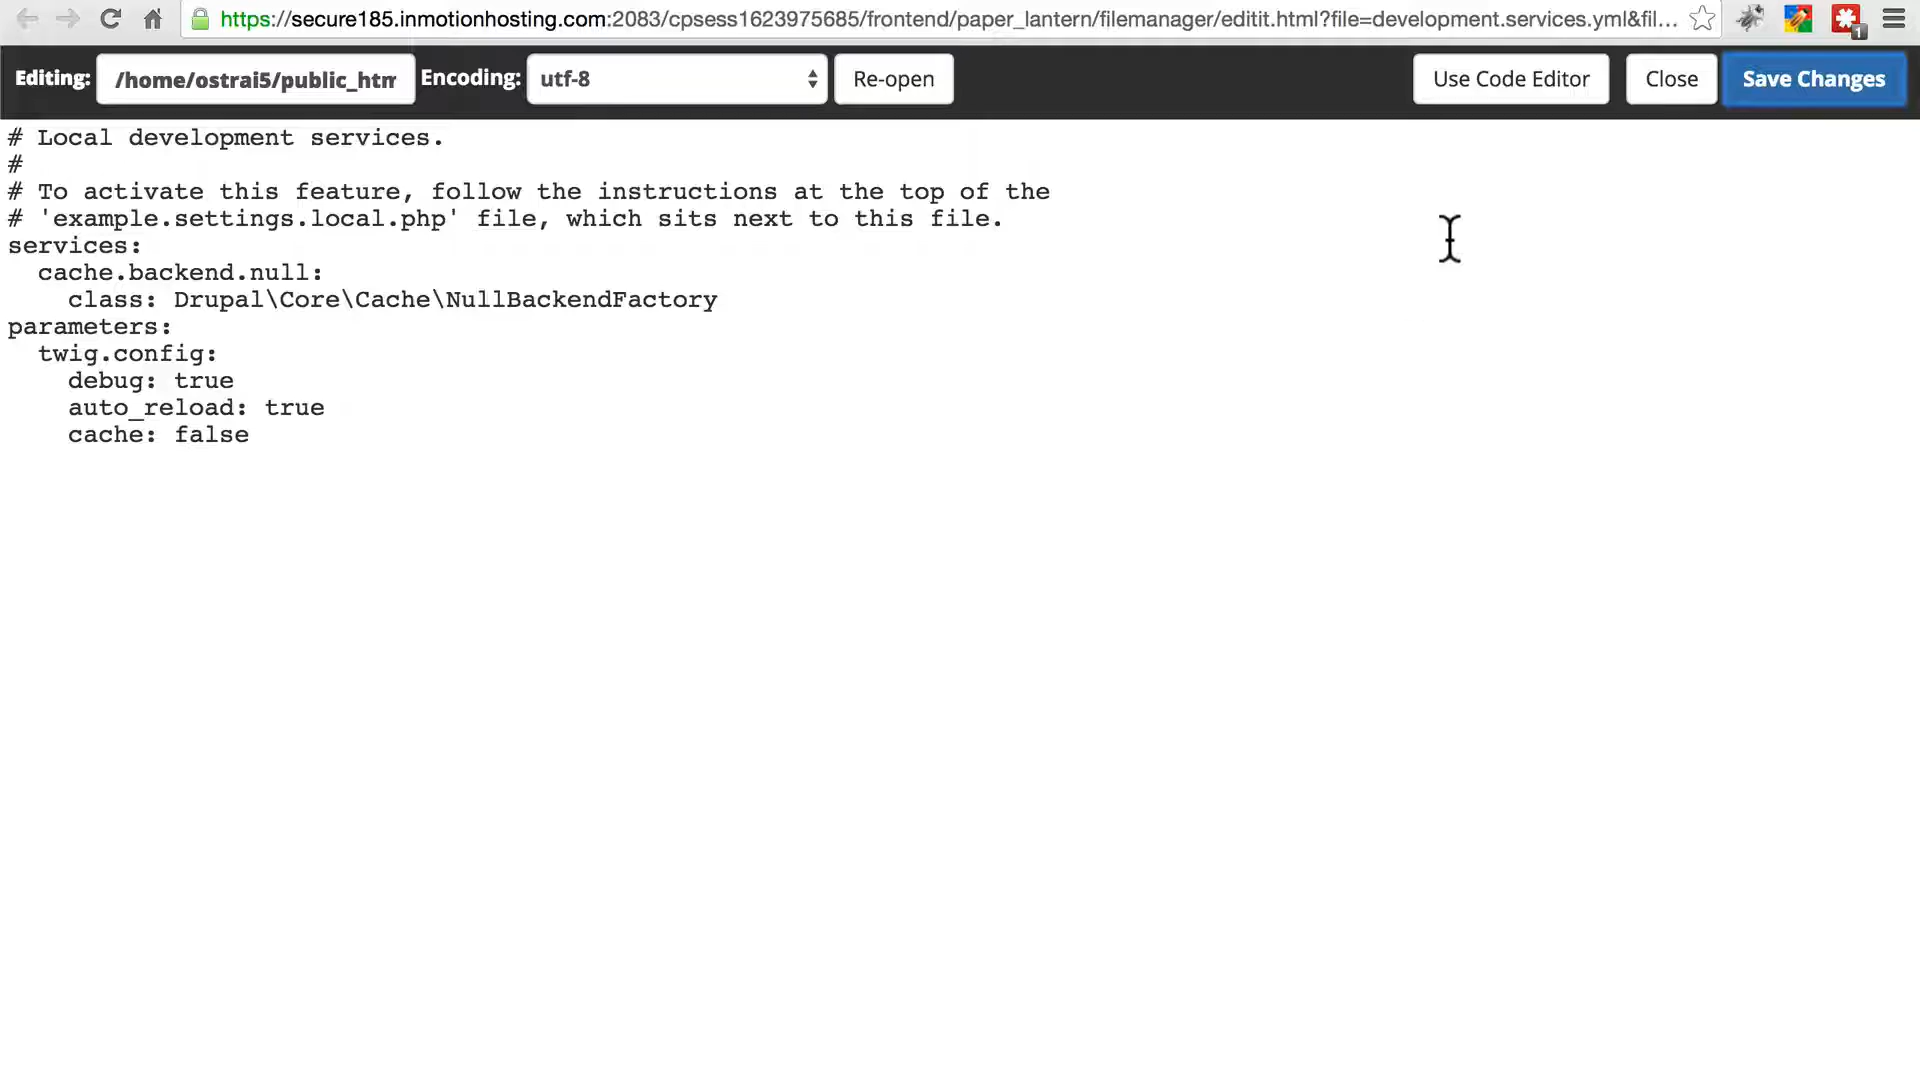 https://secure185.inmotionhosting.com:2083/cpsess1623975685/frontend/paper_lantern/filemanager/editit.html?file=development.services.yml&fil...
1
Editing: /home/ostrai5/public_htm Encoding: utf-8 Re-open Use Code Editor Close Save Changes
# Local development services.
#
# To activate this feature, follow the instructions at the top of the
# 'example.settings.local.php' file, which sits next to this file.
services:
  cache.backend.null:
    class: Drupal\Core\Cache\NullBackendFactory
parameters:
  twig.config:
    debug: true
    auto_reload: true
    cache: false